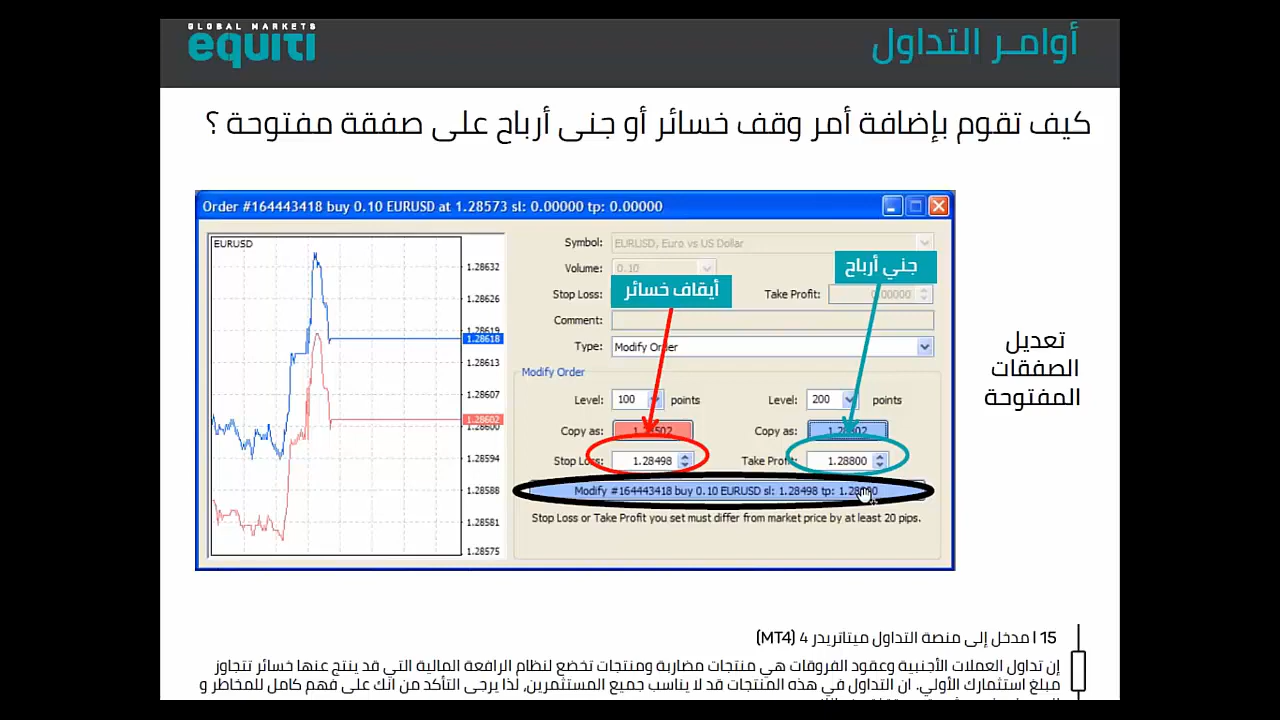 GLOBAL MARKETS
equiti
أوامـر التداول
كيف تقوم بإضافة أمر وقف خسائر أو جنى أرباح على صفقة مفتوحة ؟
Order #164443418 buy 0.10 EURUSD at 1.28573 sl: 0.00000 tp: 0.00000
EURUSD
1.28632
1.28626
1.28619
1.28618
1.28613
1.28607
1.28602
1.28600
1.28594
1.28588
1.28581
1.28575
Symbol: EURUSD, Euro vs US Dollar
جني أرباح
Volume: 0.10
أيقاف خسائر
Stop Loss: Take Profit: 0.00000
Comment:
Type: Modify Order
Modify Order
Level: 100 points Level: 200 points
Copy as: Copy as:
Stop Loss: 1.28498 Take Profit: 1.28800
Modify #164443418 buy 0.10 EURUSD sl: 1.28498 tp: 1.28800
Stop Loss or Take Profit you set must differ from market price by at least 20 pips.
تعديل
الصفقات
المفتوحة
15 | مدخل إلى منصة التداول ميتاتريدر 4 (MT4)
إن تداول العملات الأجنبية وعقود الفروقات هي منتجات مضاربة ومنتجات تخضع لنظام الرافعة المالية التي قد ينتج عنها خسائر تتجاوز
مبلغ استثمارك الأولي. ان التداول في هذه المنتجات قد لا يناسب جميع المستثمرين, لذا يرجى التأكد من انك على فهم كامل للمخاطر و